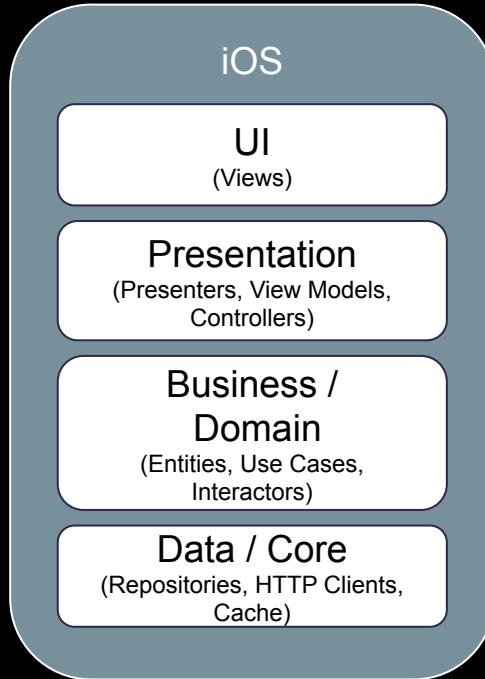 iOS
UI
(Views)
Presentation
(Presenters, View Models,
Controllers)
Business /
Domain
(Entities, Use Cases,
Interactors)
Data / Core
(Repositories, HTTP Clients,
Cache)